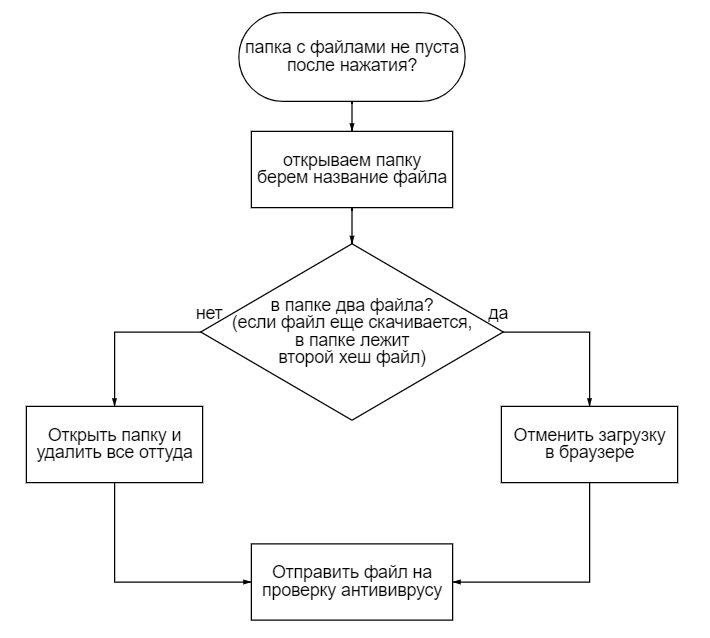 папка с файлами не пуста
после нажатия?
открываем папку
берем название файла
нет
да
в папке два файла?
(если файл еще скачивается,
в папке лежит
второй хеш файл)
Открыть папку и
удалить все оттуда
Отменить загрузку
в браузере
Отправить файл на
проверку антививрусу